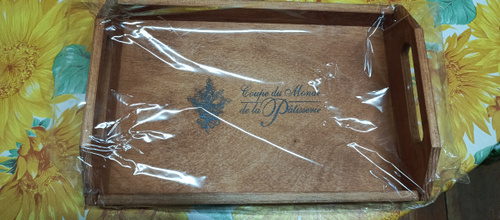 Coupe du Monde
de la Pâtisserie